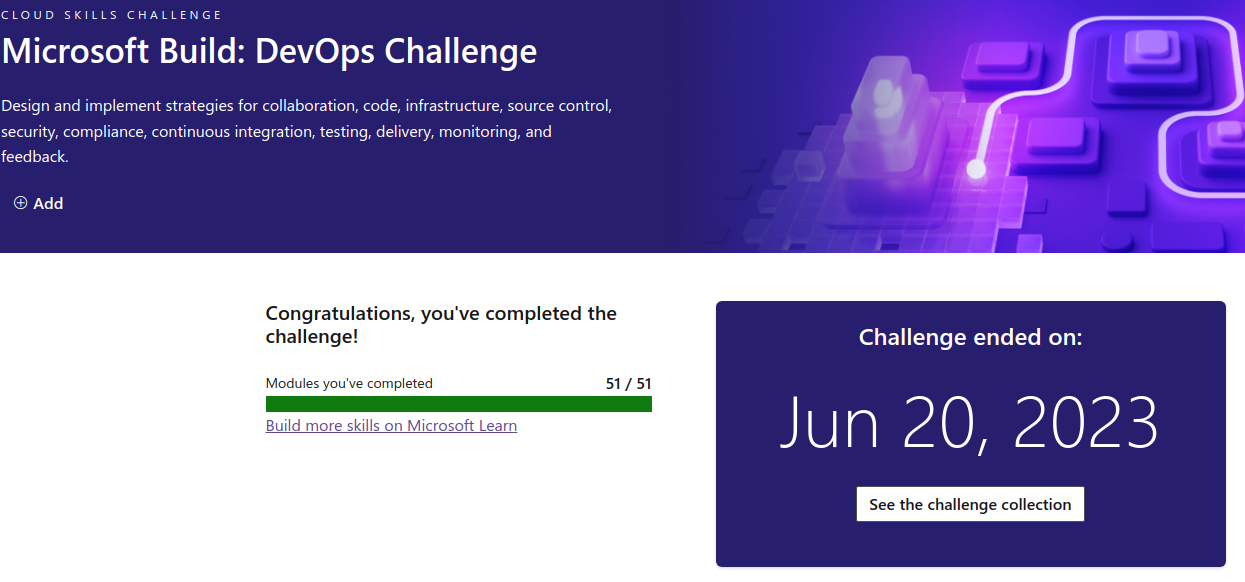 CLOUD SKILLS CHALLENGE
Microsoft Build: DevOps Challenge
Design and implement strategies for collaboration, code, infrastructure, source control,
security, compliance, continuous integration, testing, delivery, monitoring, and
feedback.
Add
Congratulations, you've completed the
challenge!
Modules you've completed 51 / 51
Build more skills on Microsoft Learn
Challenge ended on:
Jun 20, 2023
See the challenge collection